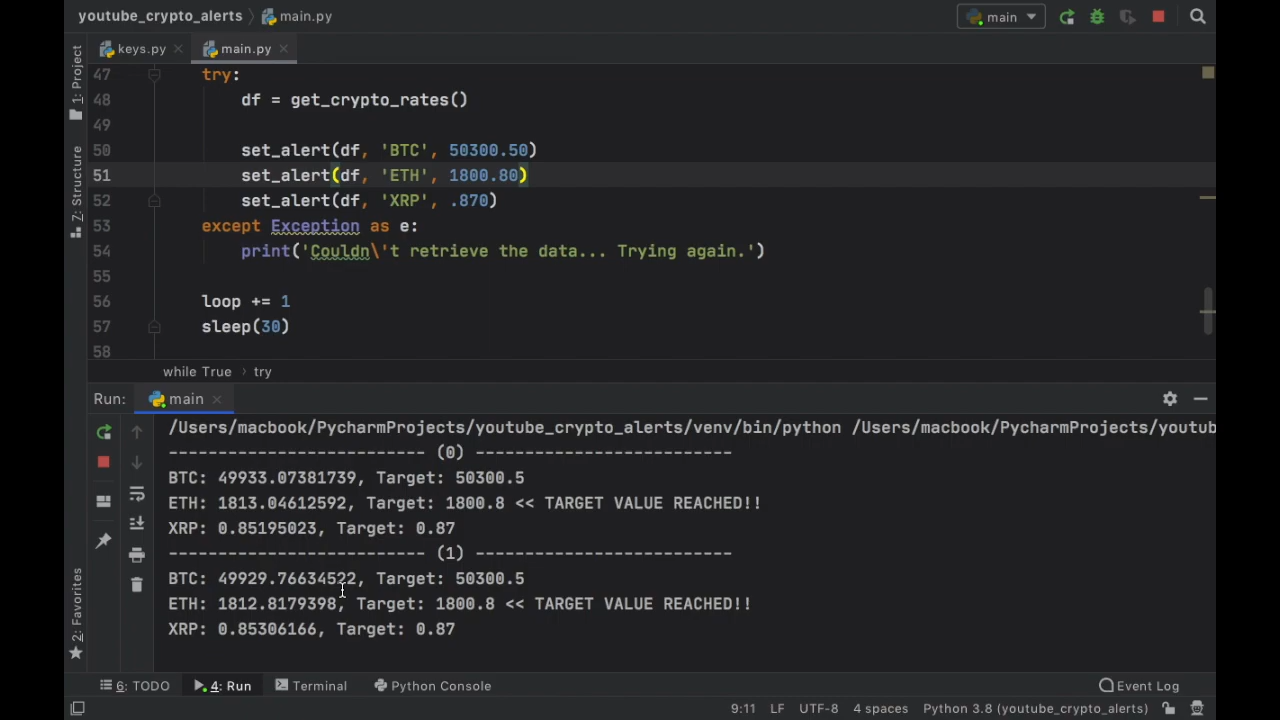 youtube_crypto_alerts main.py
main
keys.py main.py
1: Project
7: Structure
2: Favorites
47 try:
48 df = get_crypto_rates()
49
50 set_alert(df, 'BTC', 50300.50)
51 set_alert(df, 'ETH', 1800.80)
52 set_alert(df, 'XRP', .870)
53 except Exception as e:
54 print('Couldn\'t retrieve the data... Trying again.')
55
56 loop += 1
57 sleep(30)
58
while True › try
Run: main
/Users/macbook/PycharmProjects/youtube_crypto_alerts/venv/bin/python /Users/macbook/PycharmProjects/youtub
-------------------------- (0) --------------------------
BTC: 49933.07381739, Target: 50300.5
ETH: 1813.04612592, Target: 1800.8 << TARGET VALUE REACHED!!
XRP: 0.85195023, Target: 0.87
-------------------------- (1) --------------------------
BTC: 49929.76634522, Target: 50300.5
ETH: 1812.8179398, Target: 1800.8 << TARGET VALUE REACHED!!
XRP: 0.85306166, Target: 0.87
6: TODO 4: Run Terminal Python Console Event Log
9:11 LF UTF-8 4 spaces Python 3.8 (youtube_crypto_alerts)